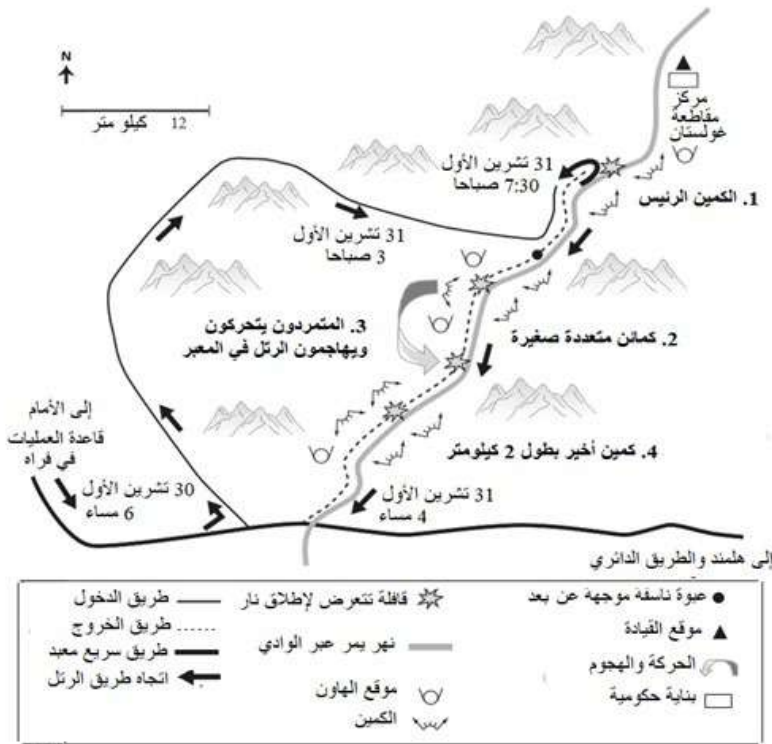 N
12 كيلو متر
مركز
مقاطعة
غولستان
31 تشرين الأول
7:30 صباحا
1. الكمين الرئيس
31 تشرين الأول
3 صباحا
3. المتمردون يتحركون
ويهاجمون الرتل في المعبر
2. كمائن متعددة صغيرة
إلى الأمام
قاعدة العمليات
في فراه
30 تشرين الأول
6 مساء
4. كمين أخير بطول 2 كيلومتر
31 تشرين الأول
4 مساء
إلى هلمند والطريق الدائري
عبوة ناسفة موجهة عن بعد
موقع القيادة
الحركة والهجوم
بناية حكومية
قافلة تتعرض لإطلاق نار
نهر يمر عبر الوادي
موقع الهاون
الكمين
طريق الدخول
طريق الخروج
طريق سريع معبد
اتجاه طريق الرتل